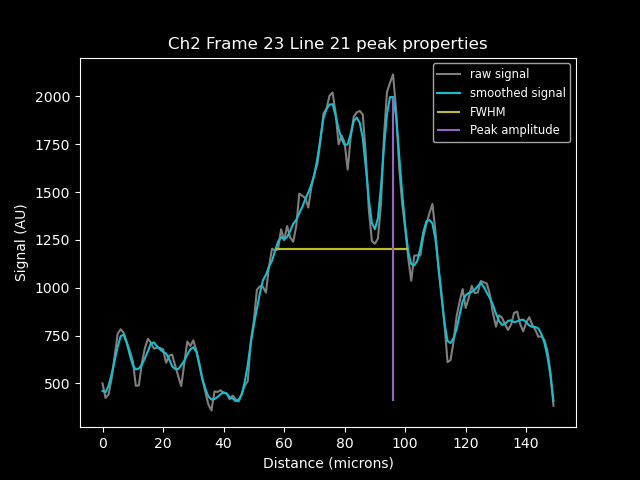 Ch2 Frame 23 Line 21 peak properties
raw signal
smoothed signal
FWHM
Peak amplitude
Signal (AU)
2000
1750
1500
1250
1000
750
500
0 20 40 60 80 100 120 140
Distance (microns)